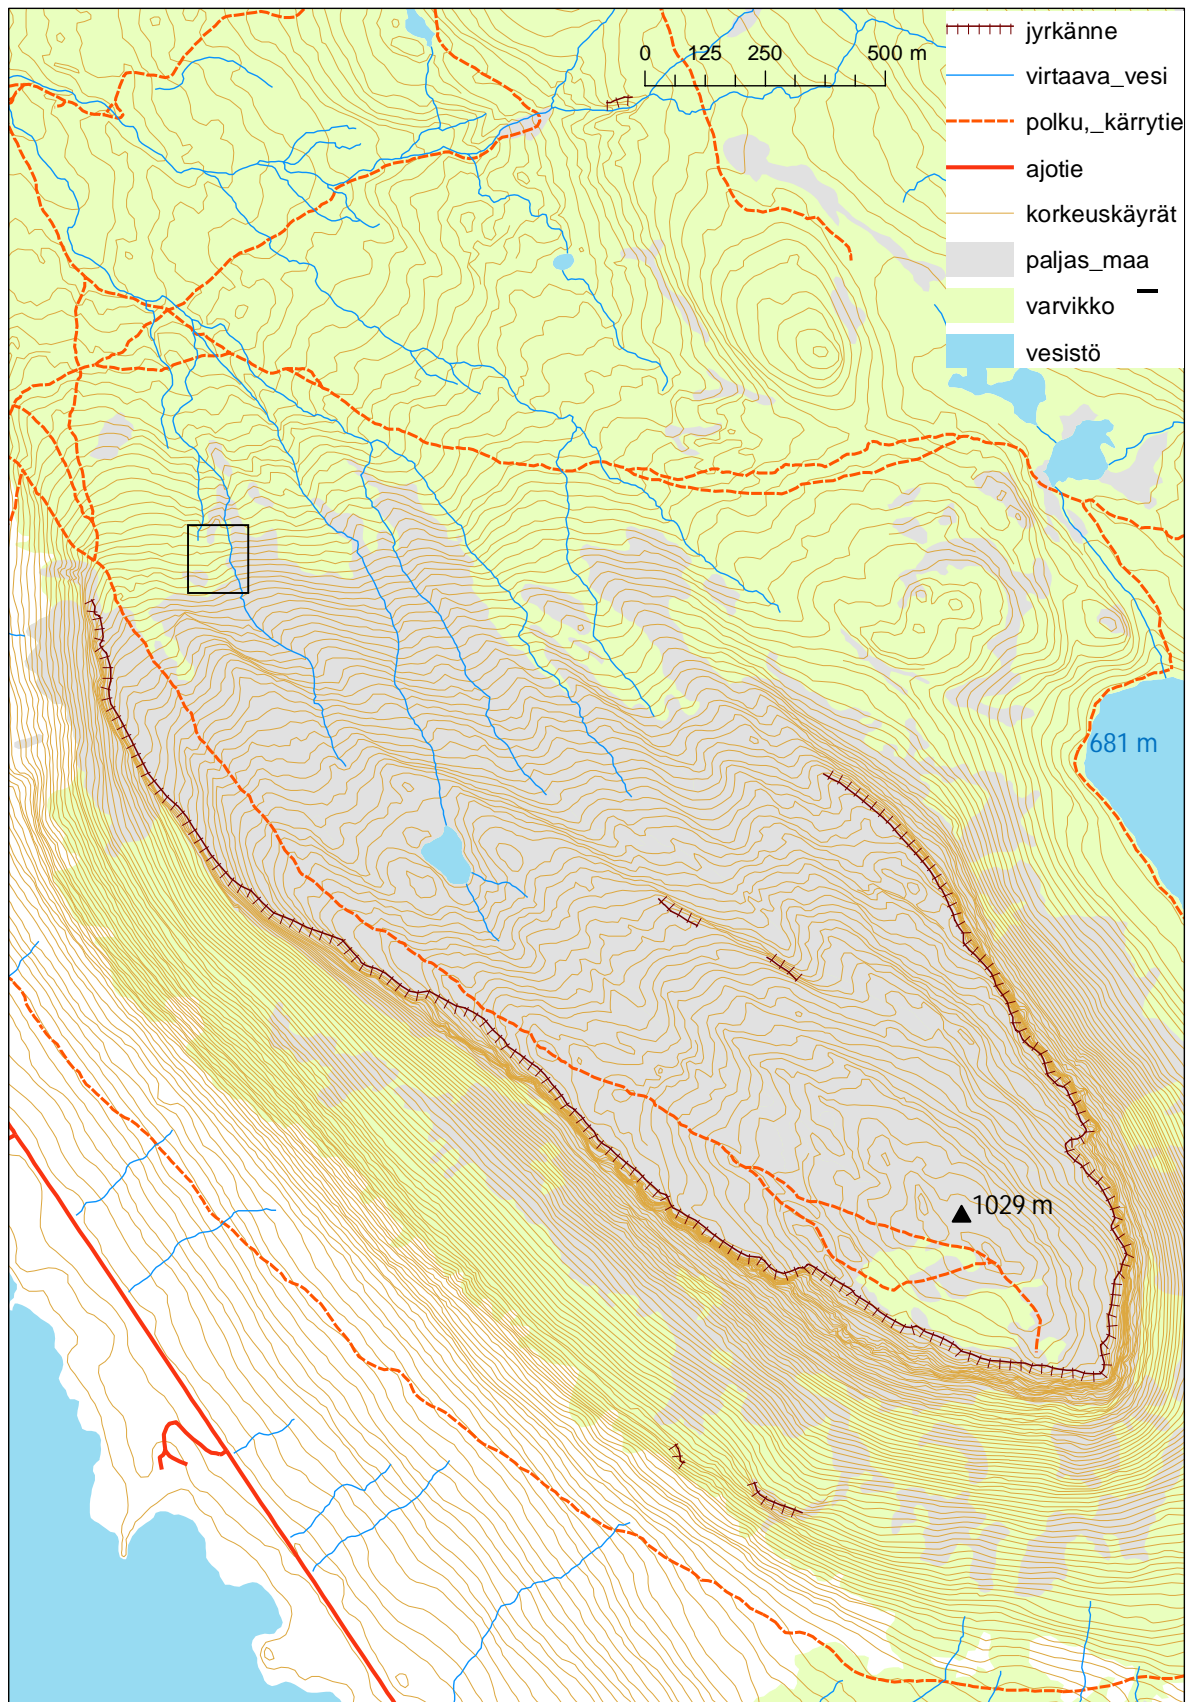 0 125 250 500 m
jyrkänne
virtaava_vesi
polku,_kärrytie
ajotie
korkeuskäyrät
paljas_maa
varvikko
vesistö
681 m
1029 m